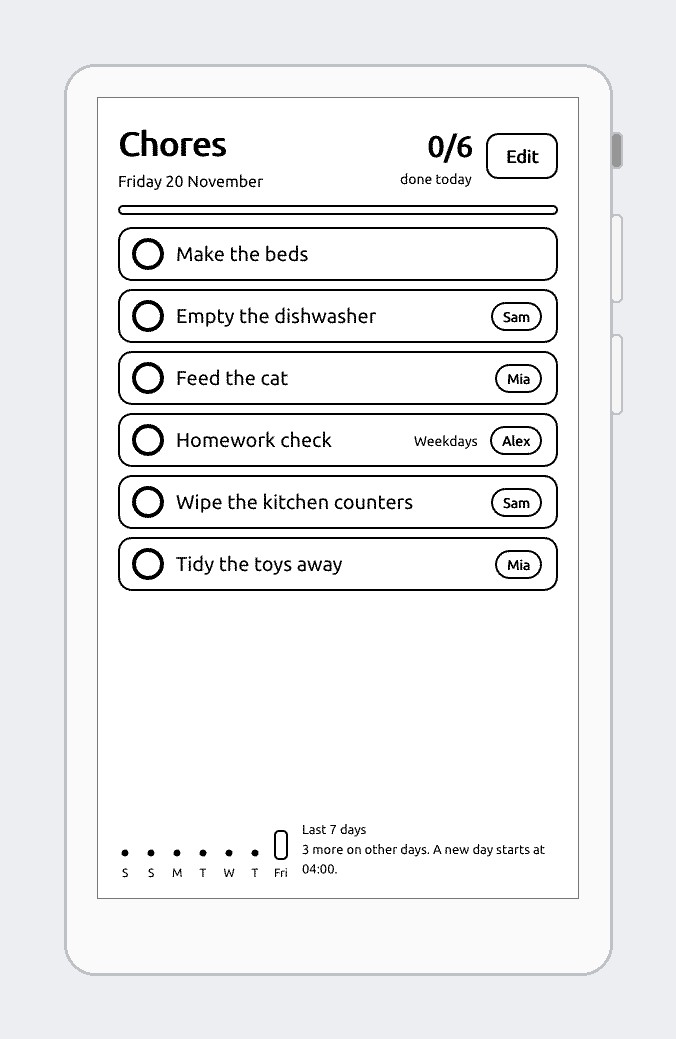 Chores
Friday 20 November
0/6
done today
Edit
Make the beds
Empty the dishwasher
Sam
Feed the cat
Mia
Homework check
Weekdays
Alex
Wipe the kitchen counters
Sam
Tidy the toys away
Mia
S S M T W T Fri
Last 7 days
3 more on other days. A new day starts at
04:00.